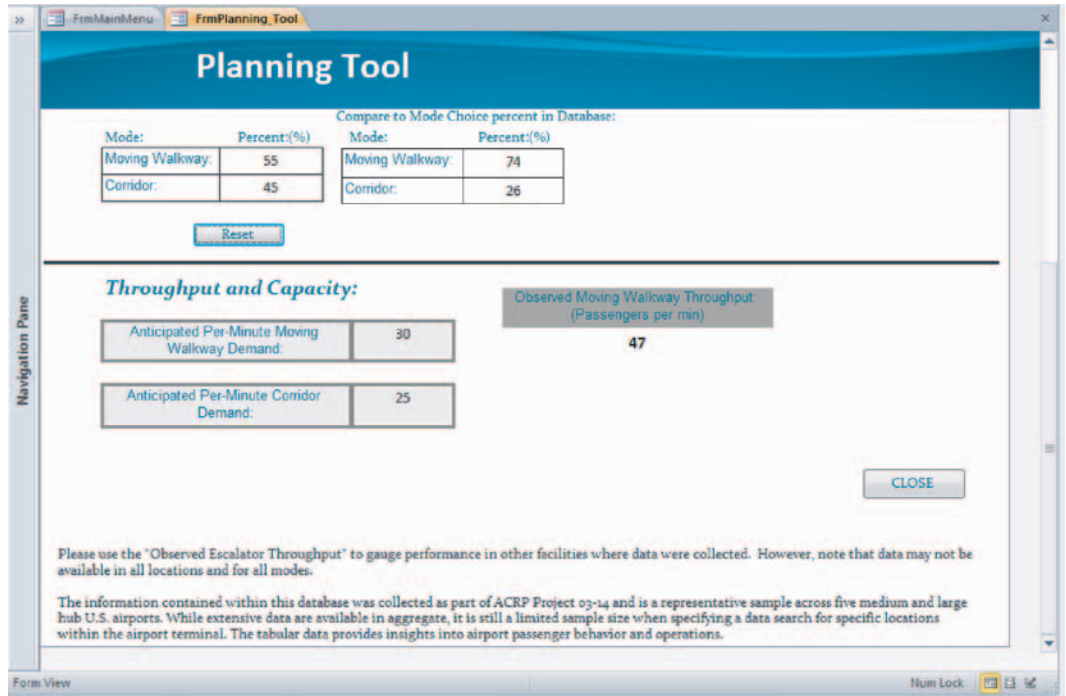 FrmMainMenu FrmPlanning_Tool
Planning Tool
Compare to Mode Choice percent in Database:
Mode: Percent:(%) Mode: Percent:(%)
Moving Walkway: 55 Moving Walkway: 74
Corridor: 45 Corridor: 26
Reset
Throughput and Capacity:
Observed Moving Walkway Throughput:
(Passengers per min)
47
Anticipated Per-Minute Moving
Walkway Demand:
30
Anticipated Per-Minute Corridor
Demand:
25
Navigation Pane
CLOSE
Please use the "Observed Escalator Throughput" to gauge performance in other facilities where data were collected. However, note that data may not be
available in all locations and for all modes.
The information contained within this database was collected as part of ACRP Project 03-14 and is a representative sample across five medium and large
hub U.S. airports. While extensive data are available in aggregate, it is still a limited sample size when specifying a data search for specific locations
within the airport terminal. The tabular data provides insights into airport passenger behavior and operations.
Form View Num Lock